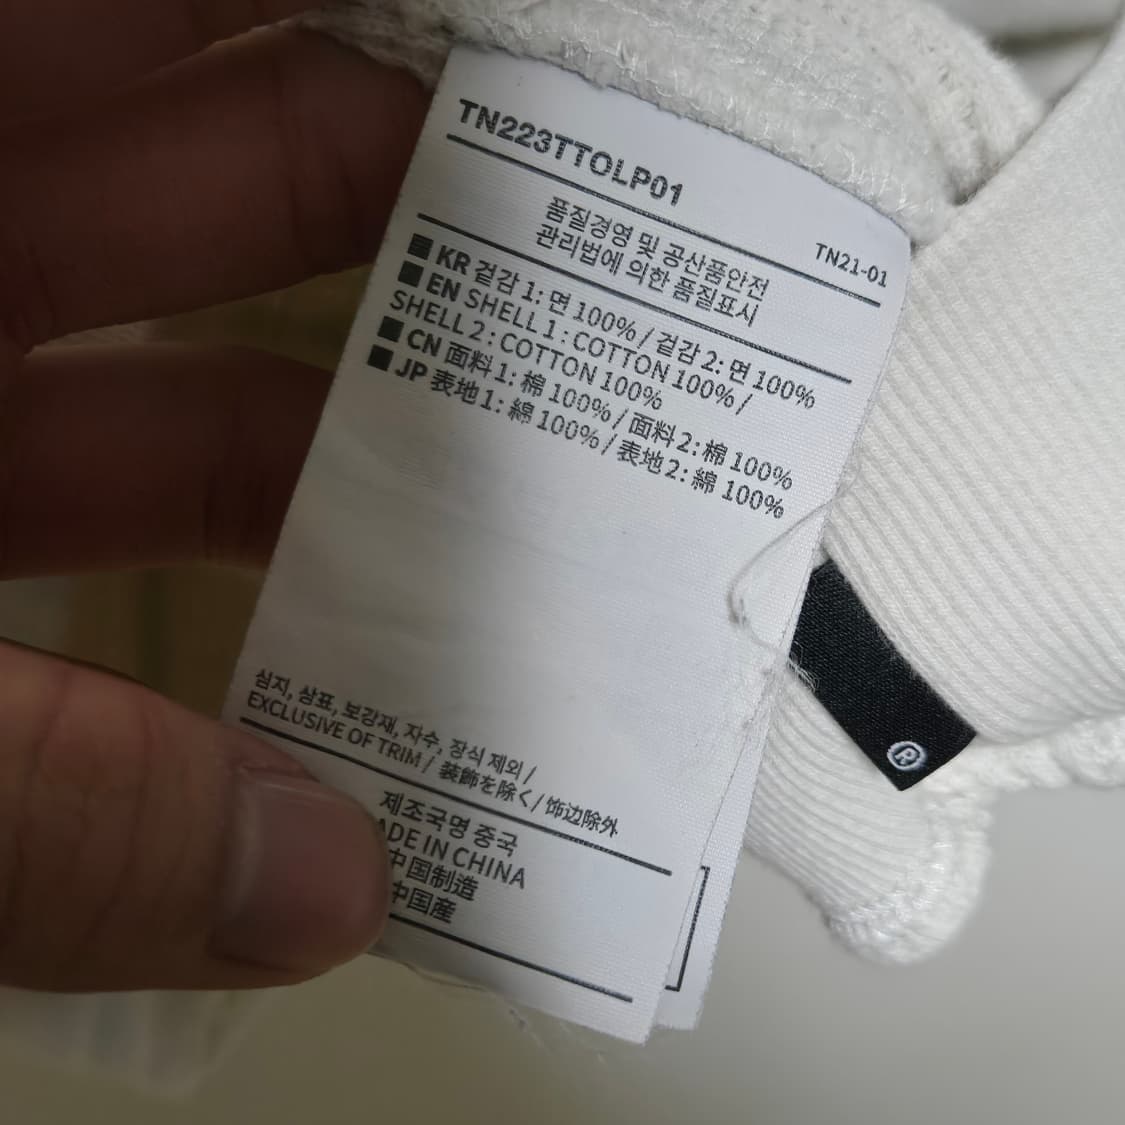 TN223TTOLP01
TN21-01
품질경영 및 공산품안전
관리법에 의한 품질표시
■ KR 겉감 1: 면 100% / 겉감 2: 면 100%
■ EN SHELL 1 : COTTON 100% /
SHELL 2 : COTTON 100%
■ CN 面料 1: 棉 100% / 面料 2: 棉 100%
■ JP 表地 1: 綿 100% / 表地 2: 綿 100%
심지, 상표, 보강재, 자수, 장식 제외 /
EXCLUSIVE OF TRIM / 装飾を除く / 饰边除外
제조국명 중국
ADE IN CHINA
中国制造
中国産
®